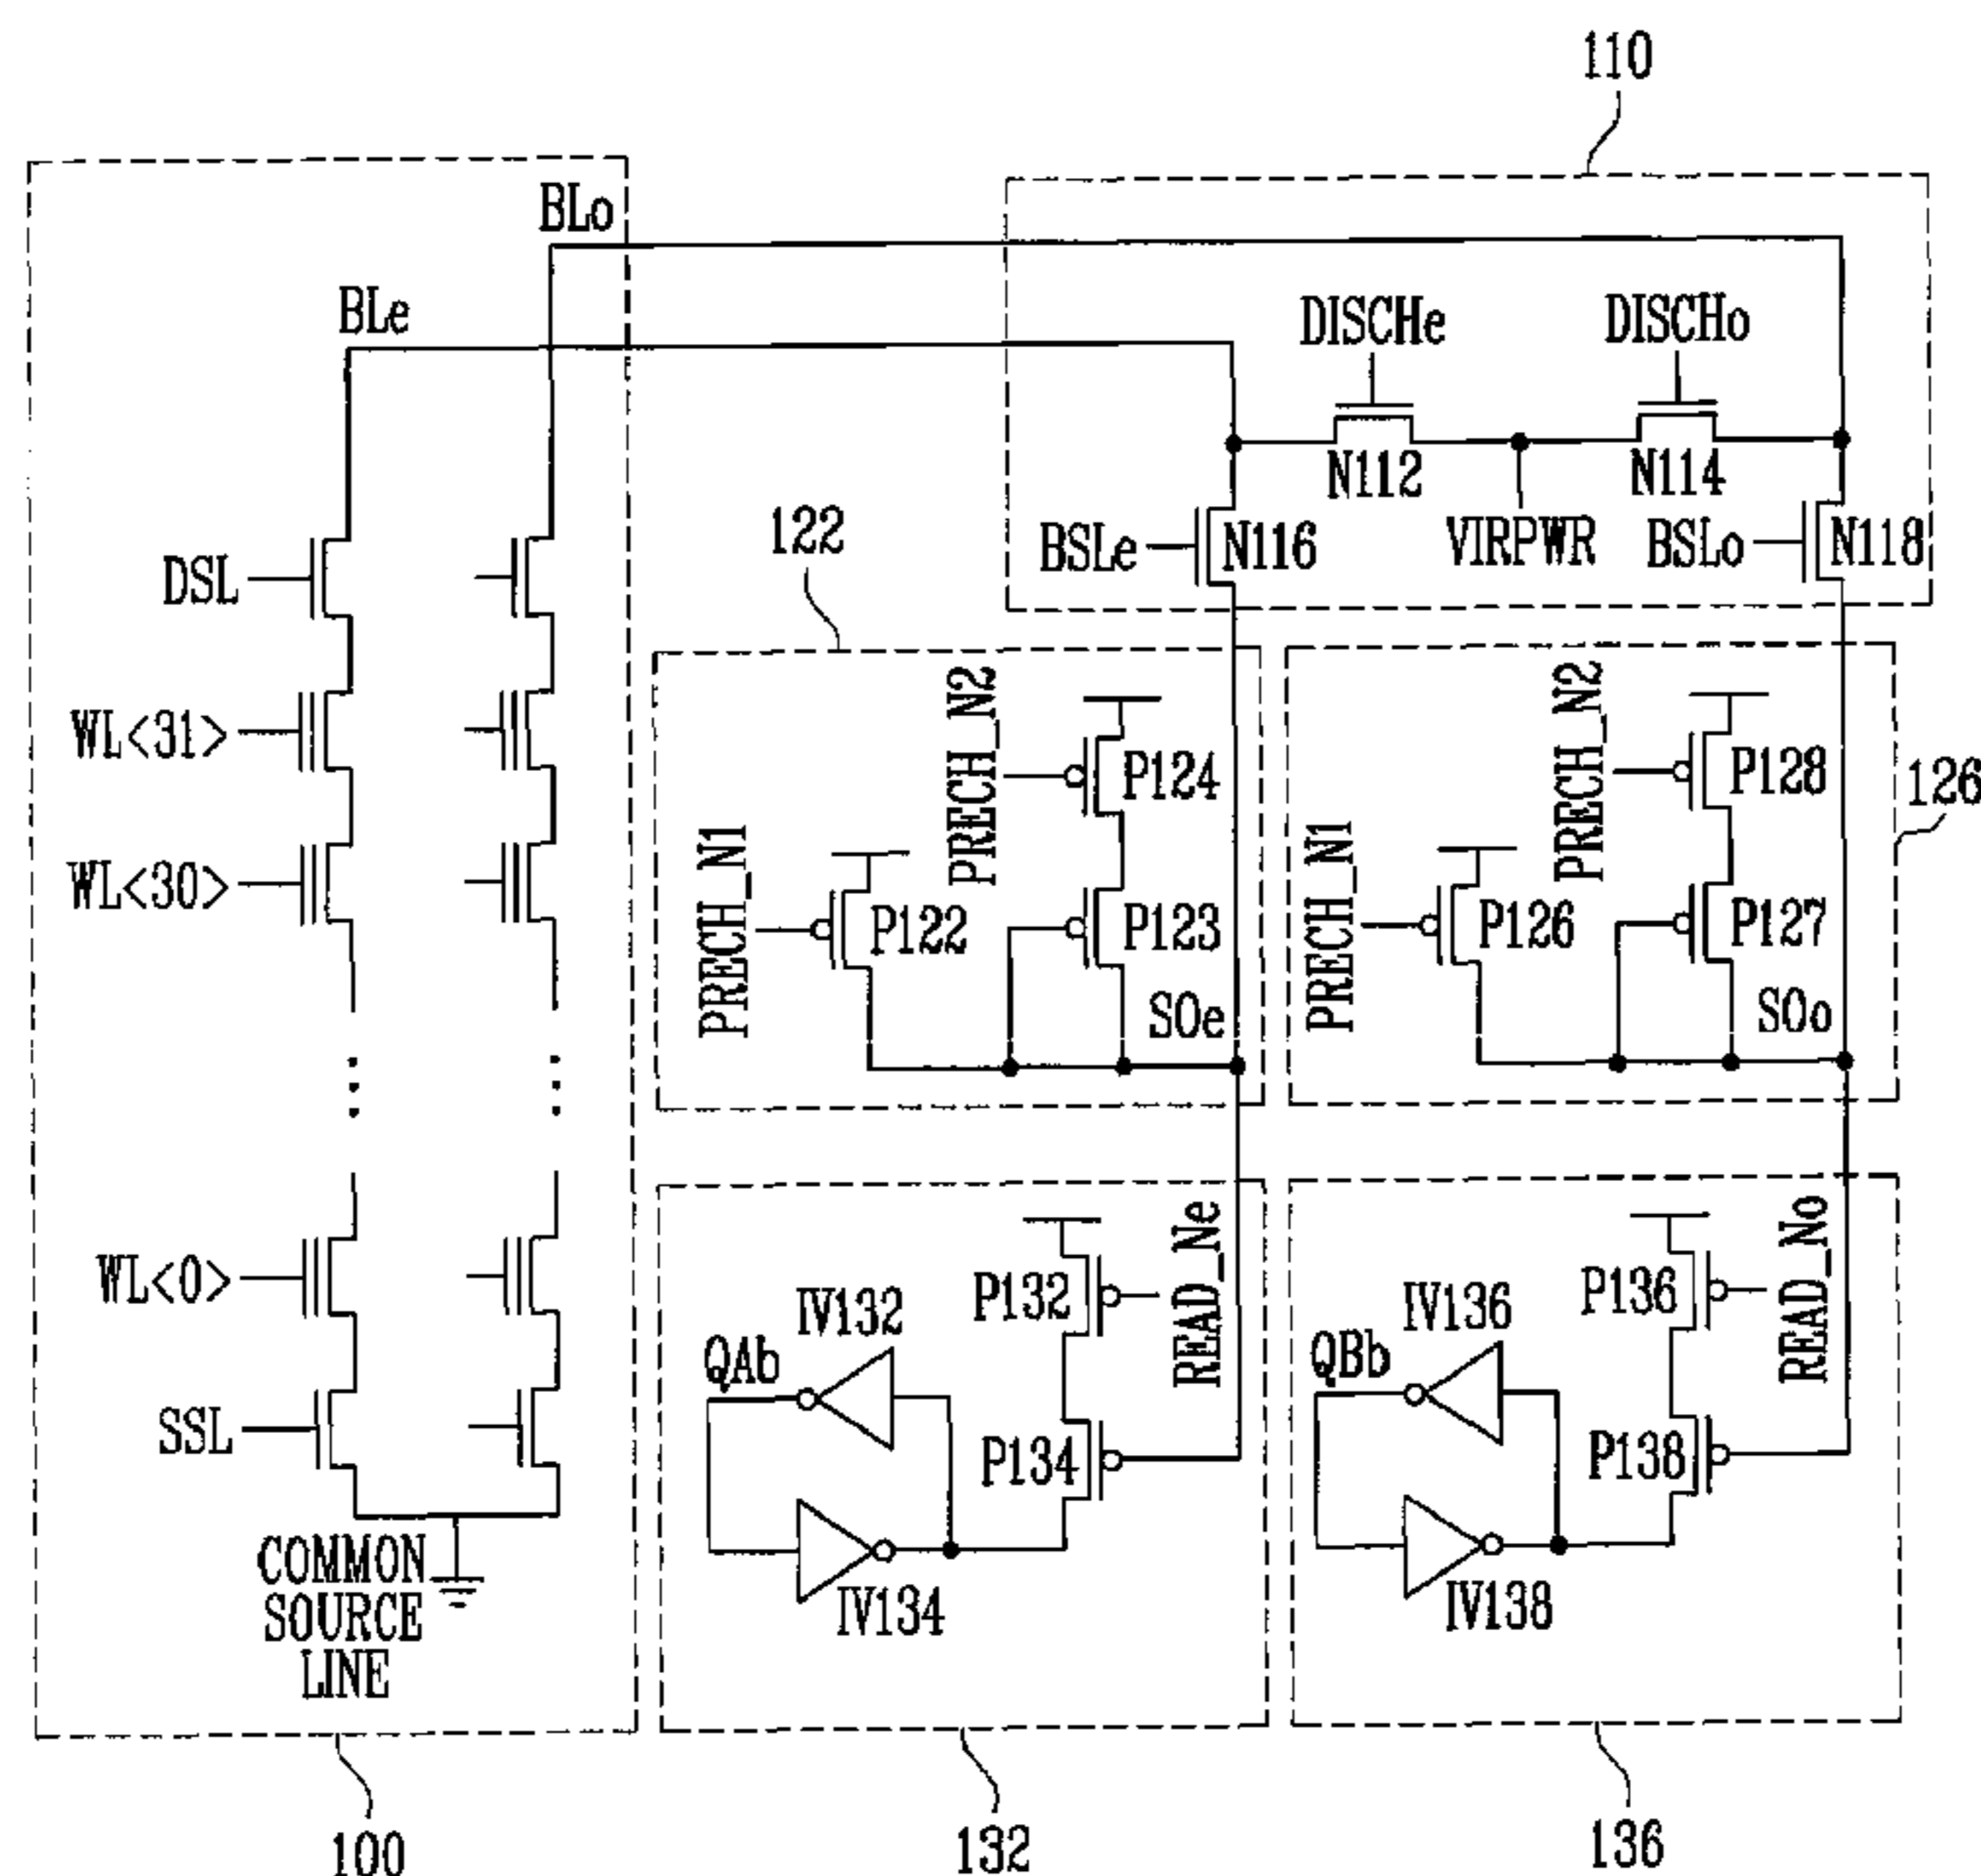 110
BLo
BLe
DISCHe
DISCHo
N112
N114
122
BSLe
N116
VIRPWR
BSLo
N118
DSL
WL<31>
WL<30>
PRECH_N2
P124
PRECH_N2
P128
126
PRECH_N1
P122
P123
PRECH_N1
P126
P127
SOe
SOo
WL<0>
SSL
COMMON
SOURCE
LINE
READ_Ne
P132
IV132
QAb
P134
IV134
READ_No
P136
IV136
QBb
P138
IV138
100
132
136